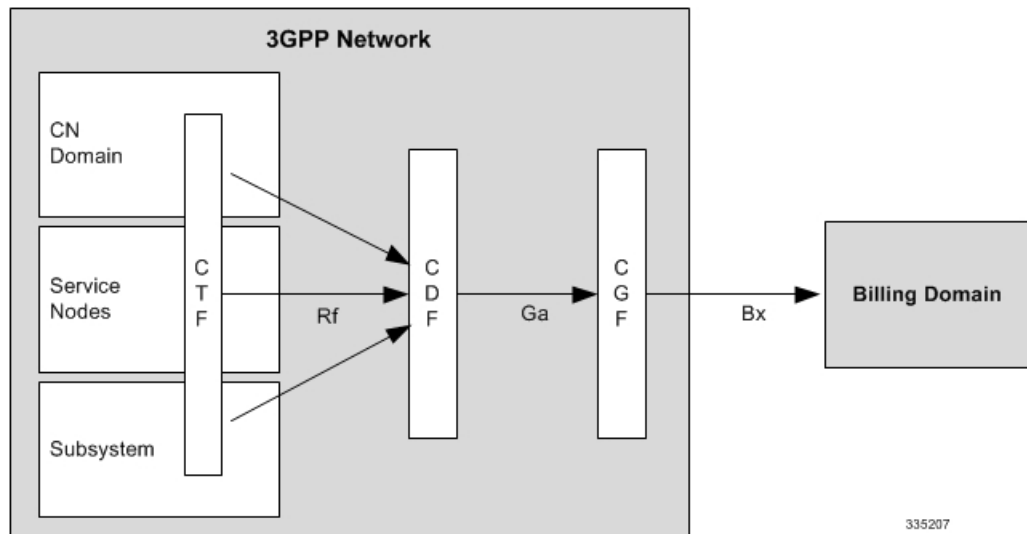 3GPP Network
CN
Domain
Service
Nodes
Subsystem
C
T
F
Rf
C
D
F
Ga
C
G
F
Bx
Billing Domain
335207